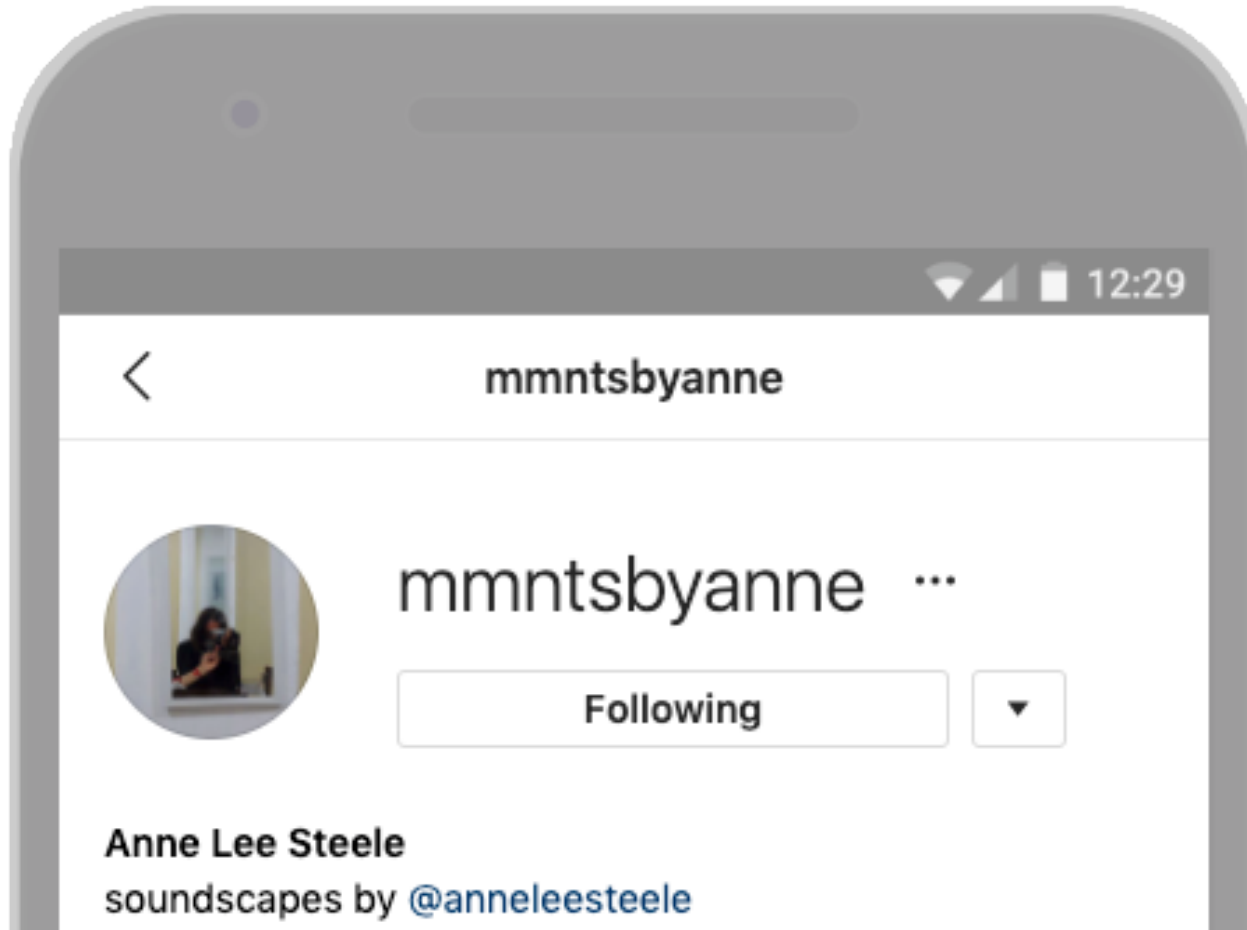 12:29
mmntsbyanne
mmntsbyanne ...
Following
Anne Lee Steele
soundscapes by @anneleesteele